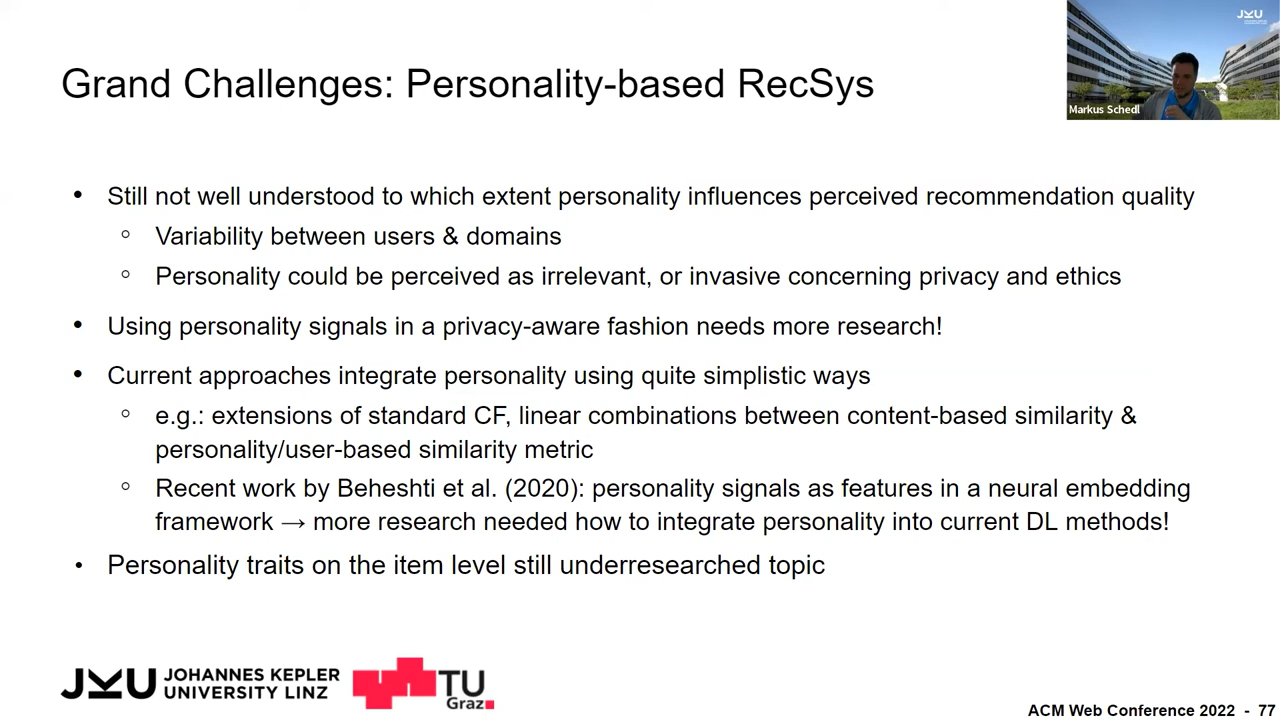 JYU
Markus Schedl
Grand Challenges: Personality-based RecSys
• Still not well understood to which extent personality influences perceived recommendation quality
○ Variability between users & domains
○ Personality could be perceived as irrelevant, or invasive concerning privacy and ethics
• Using personality signals in a privacy-aware fashion needs more research!
• Current approaches integrate personality using quite simplistic ways
○ e.g.: extensions of standard CF, linear combinations between content-based similarity &
personality/user-based similarity metric
○ Recent work by Beheshti et al. (2020): personality signals as features in a neural embedding
framework → more research needed how to integrate personality into current DL methods!
• Personality traits on the item level still underresearched topic
JKU JOHANNES KEPLER
UNIVERSITY LINZ
TU
Graz
ACM Web Conference 2022 - 77